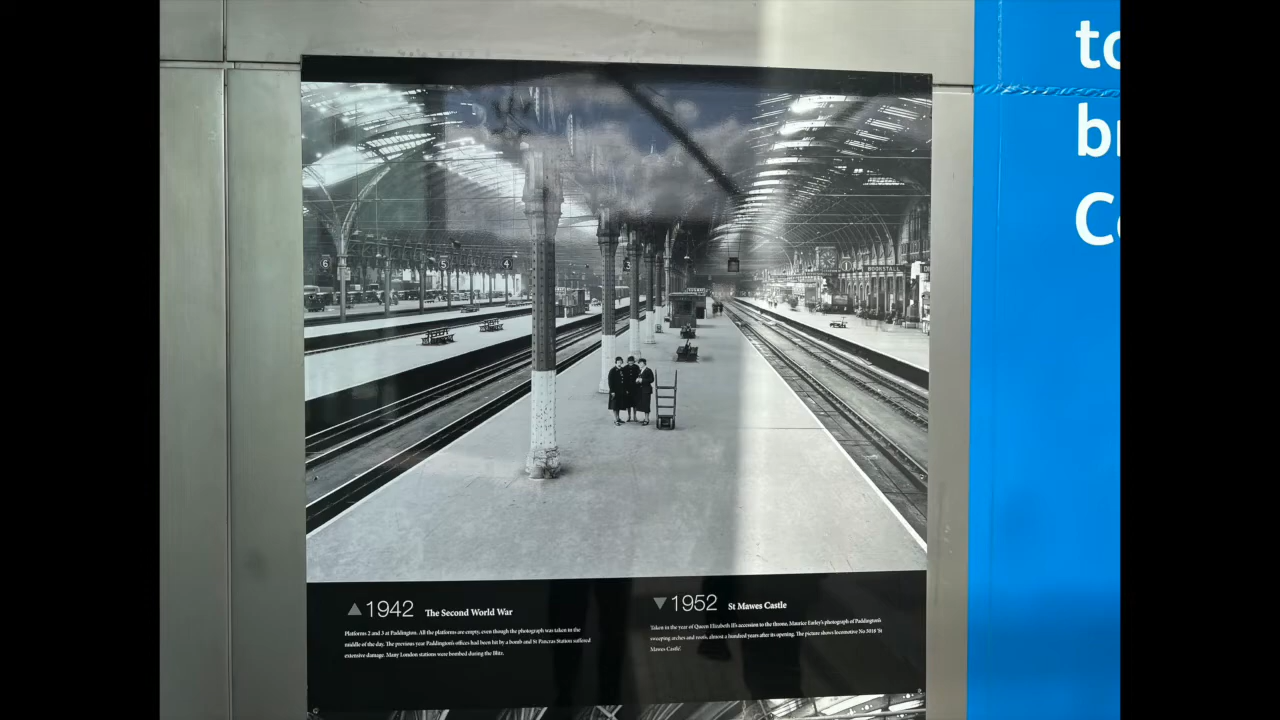 to
br
Co
6
5
4
3
1
BOOKSTALL
▲ 1942 The Second World War
Platforms 2 and 3 at Paddington. All the platforms are empty, even though the photograph was taken in the
middle of the day. The previous year Paddington's offices had been hit by a bomb and St Pancras Station suffered
extensive damage. Many London stations were bombed during the Blitz.
▼ 1952 St Mawes Castle
Taken in the year of Queen Elizabeth II's accession to the throne, Maurice Earley's photograph of Paddington's
sweeping arches and roofs, almost a hundred years after its opening. The picture shows locomotive No 5018 'St
Mawes Castle'.